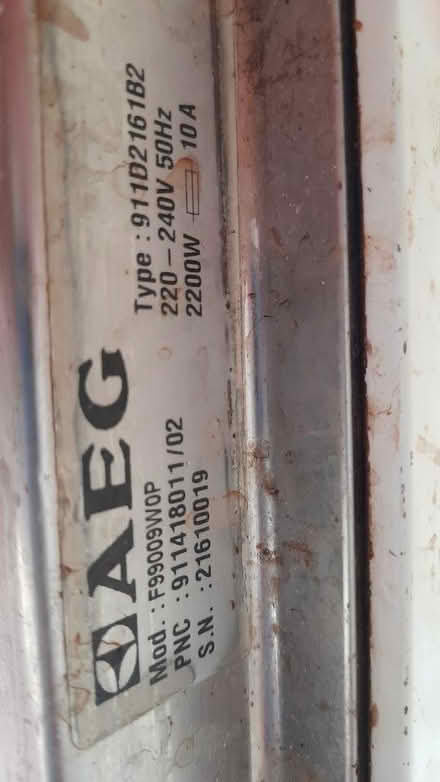 AEG
Mod. : F99009W0P
PNC : 911418011/02
S.N. : 21610019
Type : 911D2161B2
220-240V 50Hz
2200W 10 A